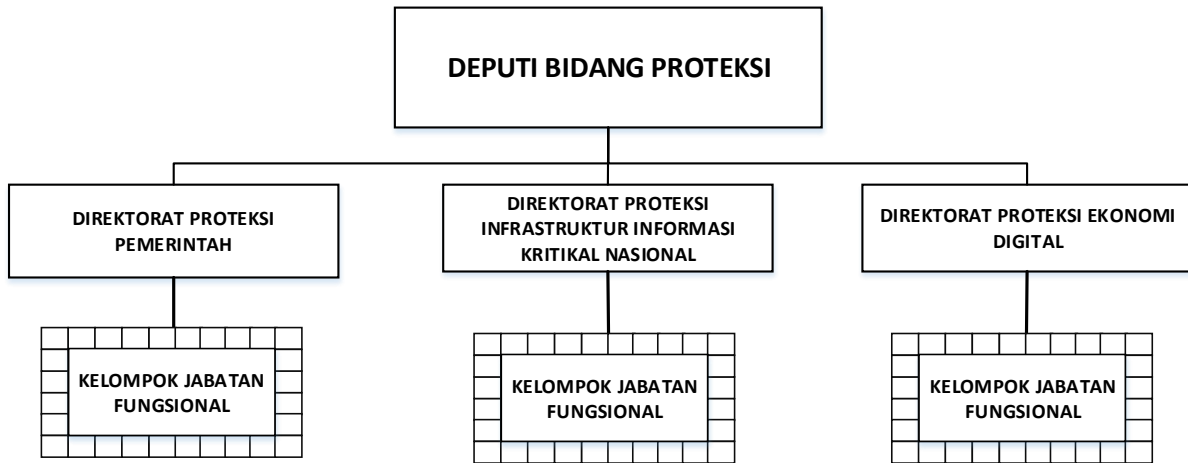 DEPUTI BIDANG PROTEKSI
DIREKTORAT PROTEKSI
PEMERINTAH
DIREKTORAT PROTEKSI
INFRASTRUKTUR INFORMASI
KRITIKAL NASIONAL
DIREKTORAT PROTEKSI EKONOMI
DIGITAL
KELOMPOK JABATAN
FUNGSIONAL
KELOMPOK JABATAN
FUNGSIONAL
KELOMPOK JABATAN
FUNGSIONAL